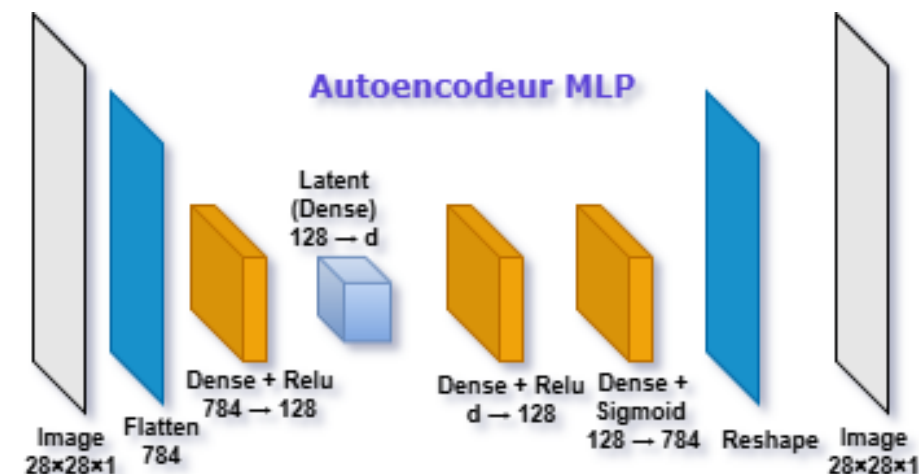 Autoencodeur MLP
Latent
(Dense)
128 → d
Dense + Relu
784 → 128
Dense + Relu
d → 128
Dense +
Sigmoid
128 → 784
Image
28×28×1
Flatten
784
Reshape
Image
28×28×1